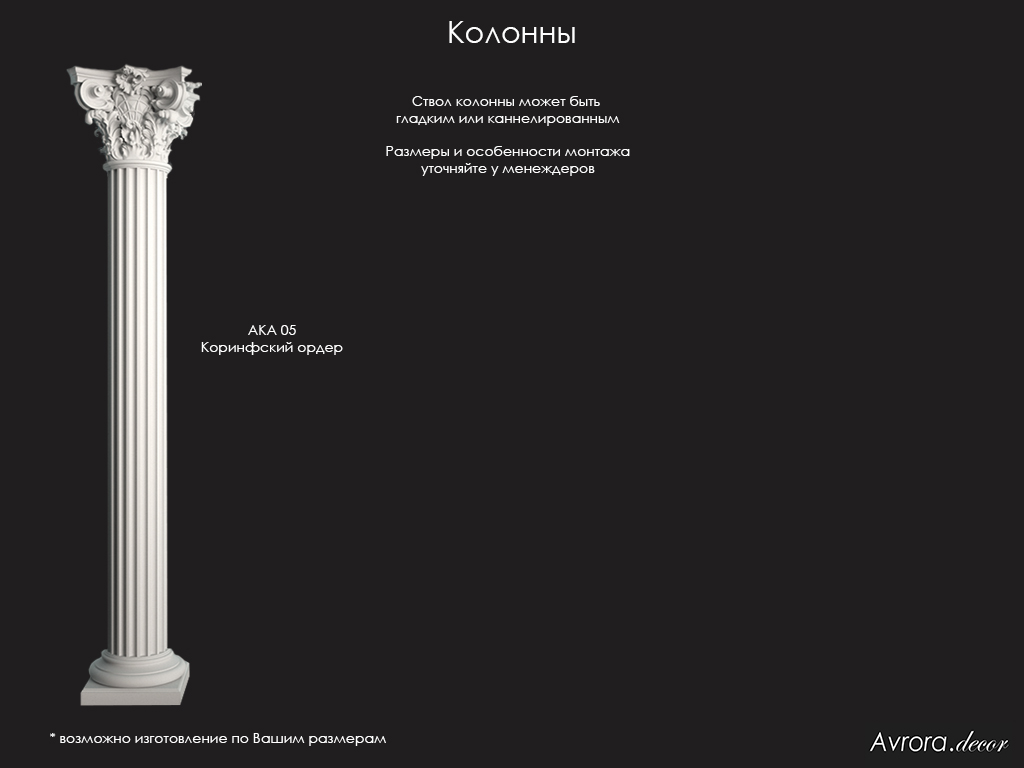 Колонны
Ствол колонны может быть
гладким или каннелированным
Размеры и особенности монтажа
уточняйте у менеждеров
АКА 05
Коринфский ордер
* возможно изготовление по Вашим размерам
Avrora.decor